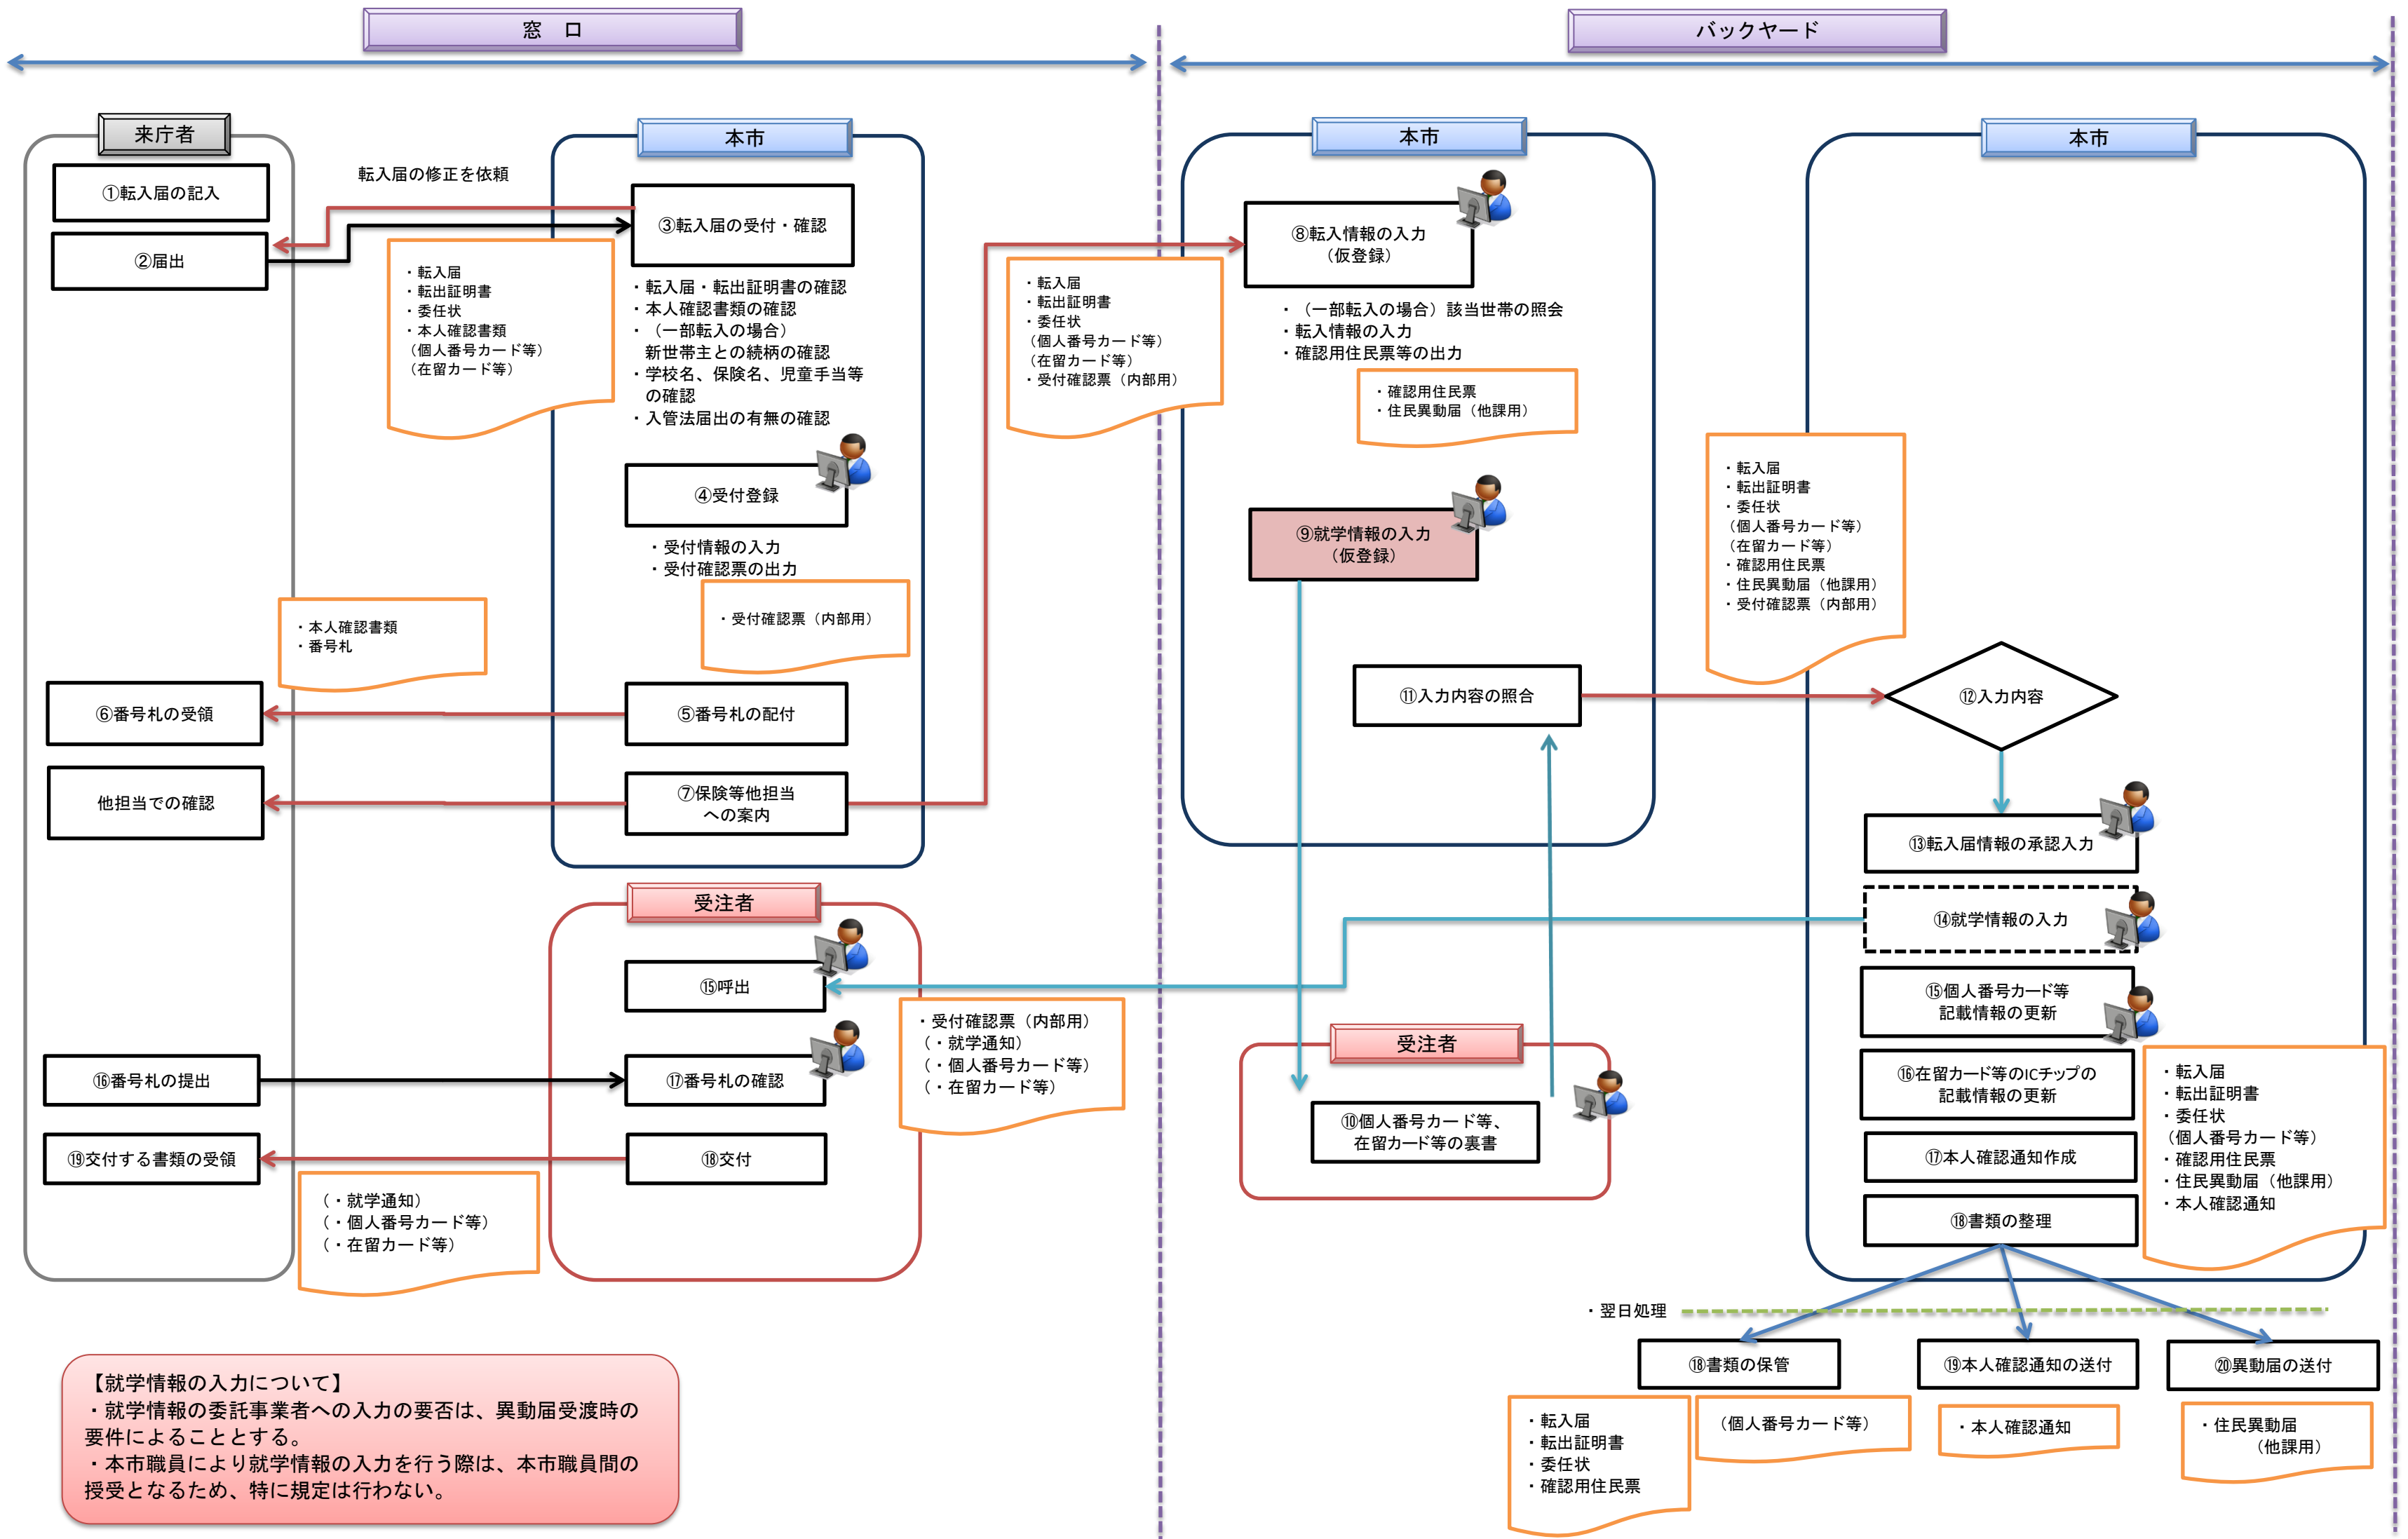 窓　口
バックヤード
来庁者
①転入届の記入
②届出
転入届の修正を依頼
・転入届
・転出証明書
・委任状
・本人確認書類
（個人番号カード等）
（在留カード等）
本市
③転入届の受付・確認
・転入届・転出証明書の確認
・本人確認書類の確認
・（一部転入の場合）
新世帯主との続柄の確認
・学校名、保険名、児童手当等
の確認
・入管法届出の有無の確認
④受付登録
・受付情報の入力
・受付確認票の出力
・受付確認票（内部用）
・本人確認書類
・番号札
⑥番号札の受領
⑤番号札の配付
他担当での確認
⑦保険等他担当
への案内
受注者
⑮呼出
・受付確認票（内部用）
（・就学通知）
（・個人番号カード等）
（・在留カード等）
⑯番号札の提出
⑰番号札の確認
⑲交付する書類の受領
⑱交付
（・就学通知）
（・個人番号カード等）
（・在留カード等）
【就学情報の入力について】
・就学情報の委託事業者への入力の要否は、異動届受渡時の
要件によることとする。
・本市職員により就学情報の入力を行う際は、本市職員間の
授受となるため、特に規定は行わない。
・転入届
・転出証明書
・委任状
（個人番号カード等）
（在留カード等）
・受付確認票（内部用）
本市
⑧転入情報の入力
（仮登録）
・（一部転入の場合）該当世帯の照会
・転入情報の入力
・確認用住民票等の出力
・確認用住民票
・住民異動届（他課用）
⑨就学情報の入力
（仮登録）
⑪入力内容の照合
受注者
⑩個人番号カード等、
在留カード等の裏書
本市
・転入届
・転出証明書
・委任状
（個人番号カード等）
（在留カード等）
・確認用住民票
・住民異動届（他課用）
・受付確認票（内部用）
⑫入力内容
⑬転入届情報の承認入力
⑭就学情報の入力
⑮個人番号カード等
記載情報の更新
⑯在留カード等のICチップの
記載情報の更新
⑰本人確認通知作成
⑱書類の整理
・転入届
・転出証明書
・委任状
（個人番号カード等）
・確認用住民票
・住民異動届（他課用）
・本人確認通知
・翌日処理
⑱書類の保管
⑲本人確認通知の送付
⑳異動届の送付
・転入届
・転出証明書
・委任状
・確認用住民票
（個人番号カード等）
・本人確認通知
・住民異動届
（他課用）